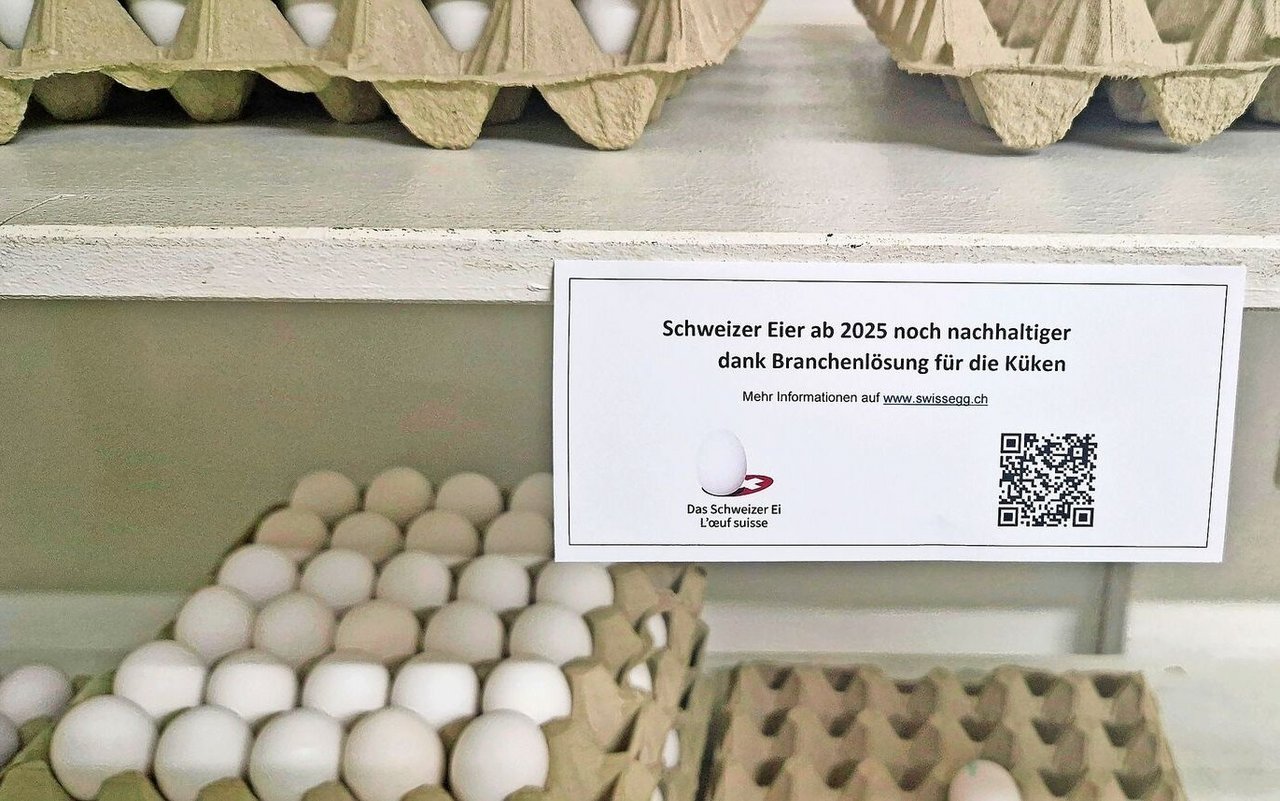 Schweizer Eier ab 2025 noch nachhaltiger
dank Branchenlösung für die Küken
Mehr Informationen auf www.swissegg.ch
Das Schweizer Ei
L'œuf suisse